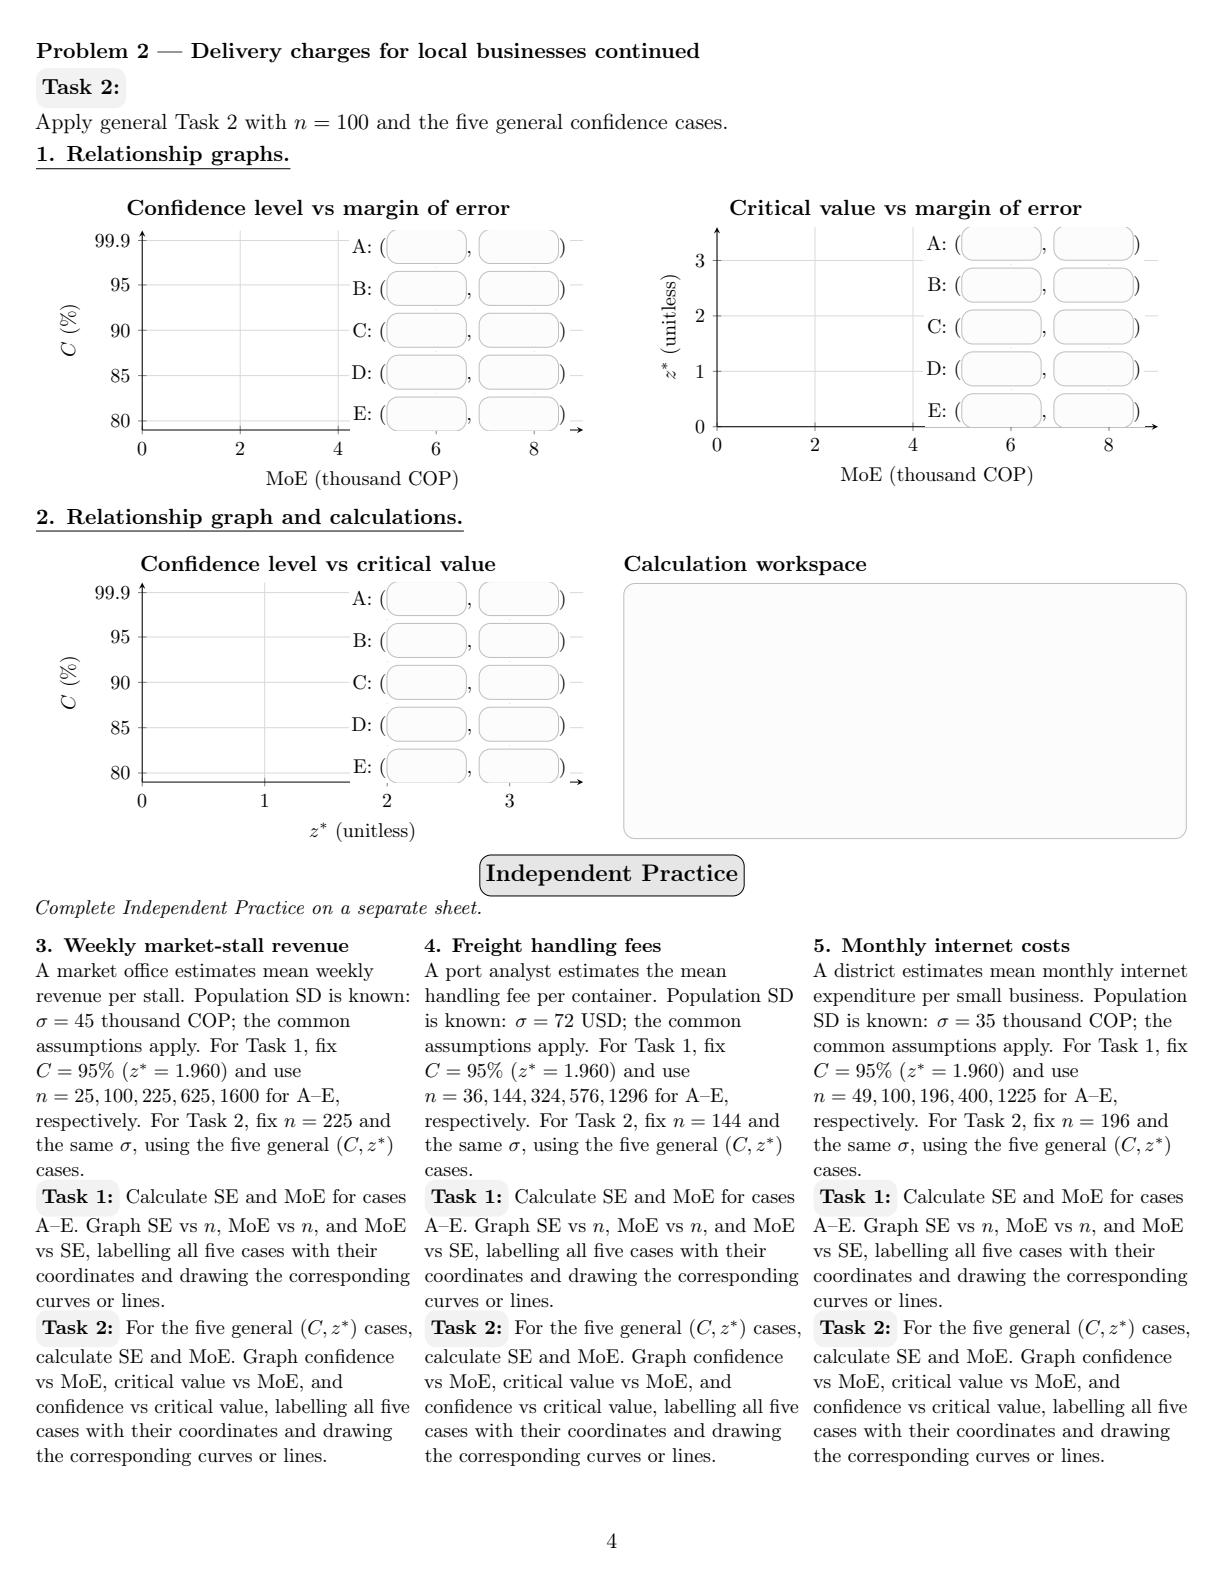 Problem 2 — Delivery charges for local businesses continued
Task 2:
Apply general Task 2 with n = 100 and the five general confidence cases.
1. Relationship graphs.
Confidence level vs margin of error
99.9
95
90
85
80
C (%)
A: ( , )
B: ( , )
C: ( , )
D: ( , )
E: ( , )
0 2 4 6 8
MoE (thousand COP)
Critical value vs margin of error
3
2
1
0
z* (unitless)
A: ( , )
B: ( , )
C: ( , )
D: ( , )
E: ( , )
0 2 4 6 8
MoE (thousand COP)
2. Relationship graph and calculations.
Confidence level vs critical value
99.9
95
90
85
80
C (%)
A: ( , )
B: ( , )
C: ( , )
D: ( , )
E: ( , )
0 1 2 3
z* (unitless)
Calculation workspace
Independent Practice
Complete Independent Practice on a separate sheet.
3. Weekly market-stall revenue
A market office estimates mean weekly
revenue per stall. Population SD is known:
σ = 45 thousand COP; the common
assumptions apply. For Task 1, fix
C = 95% (z* = 1.960) and use
n = 25, 100, 225, 625, 1600 for A–E,
respectively. For Task 2, fix n = 225 and
the same σ, using the five general (C, z*)
cases.
Task 1: Calculate SE and MoE for cases
A–E. Graph SE vs n, MoE vs n, and MoE
vs SE, labelling all five cases with their
coordinates and drawing the corresponding
curves or lines.
Task 2: For the five general (C, z*) cases,
calculate SE and MoE. Graph confidence
vs MoE, critical value vs MoE, and
confidence vs critical value, labelling all five
cases with their coordinates and drawing
the corresponding curves or lines.
4. Freight handling fees
A port analyst estimates the mean
handling fee per container. Population SD
is known: σ = 72 USD; the common
assumptions apply. For Task 1, fix
C = 95% (z* = 1.960) and use
n = 36, 144, 324, 576, 1296 for A–E,
respectively. For Task 2, fix n = 144 and
the same σ, using the five general (C, z*)
cases.
Task 1: Calculate SE and MoE for cases
A–E. Graph SE vs n, MoE vs n, and MoE
vs SE, labelling all five cases with their
coordinates and drawing the corresponding
curves or lines.
Task 2: For the five general (C, z*) cases,
calculate SE and MoE. Graph confidence
vs MoE, critical value vs MoE, and
confidence vs critical value, labelling all five
cases with their coordinates and drawing
the corresponding curves or lines.
5. Monthly internet costs
A district estimates mean monthly internet
expenditure per small business. Population
SD is known: σ = 35 thousand COP; the
common assumptions apply. For Task 1, fix
C = 95% (z* = 1.960) and use
n = 49, 100, 196, 400, 1225 for A–E,
respectively. For Task 2, fix n = 196 and
the same σ, using the five general (C, z*)
cases.
Task 1: Calculate SE and MoE for cases
A–E. Graph SE vs n, MoE vs n, and MoE
vs SE, labelling all five cases with their
coordinates and drawing the corresponding
curves or lines.
Task 2: For the five general (C, z*) cases,
calculate SE and MoE. Graph confidence
vs MoE, critical value vs MoE, and
confidence vs critical value, labelling all five
cases with their coordinates and drawing
the corresponding curves or lines.
4